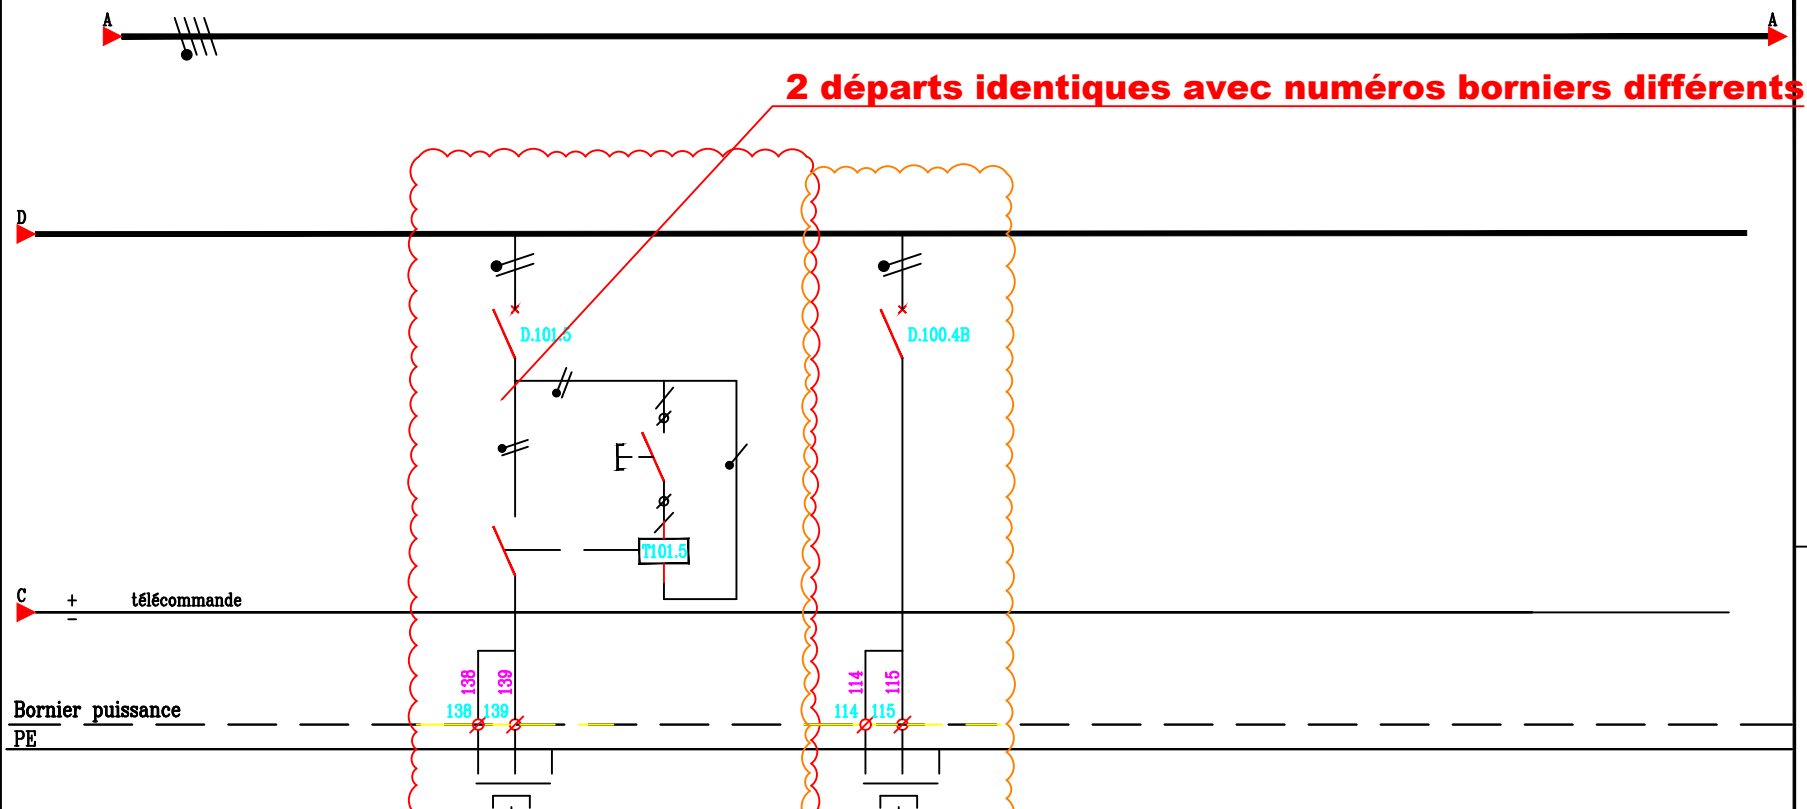 A A
2 départs identiques avec numéros borniers différents
D
D.101.5 D.100.4B
T101.5
C + télécommande
−
138 139 114 115
Bornier puissance 138 139 114 115
PE